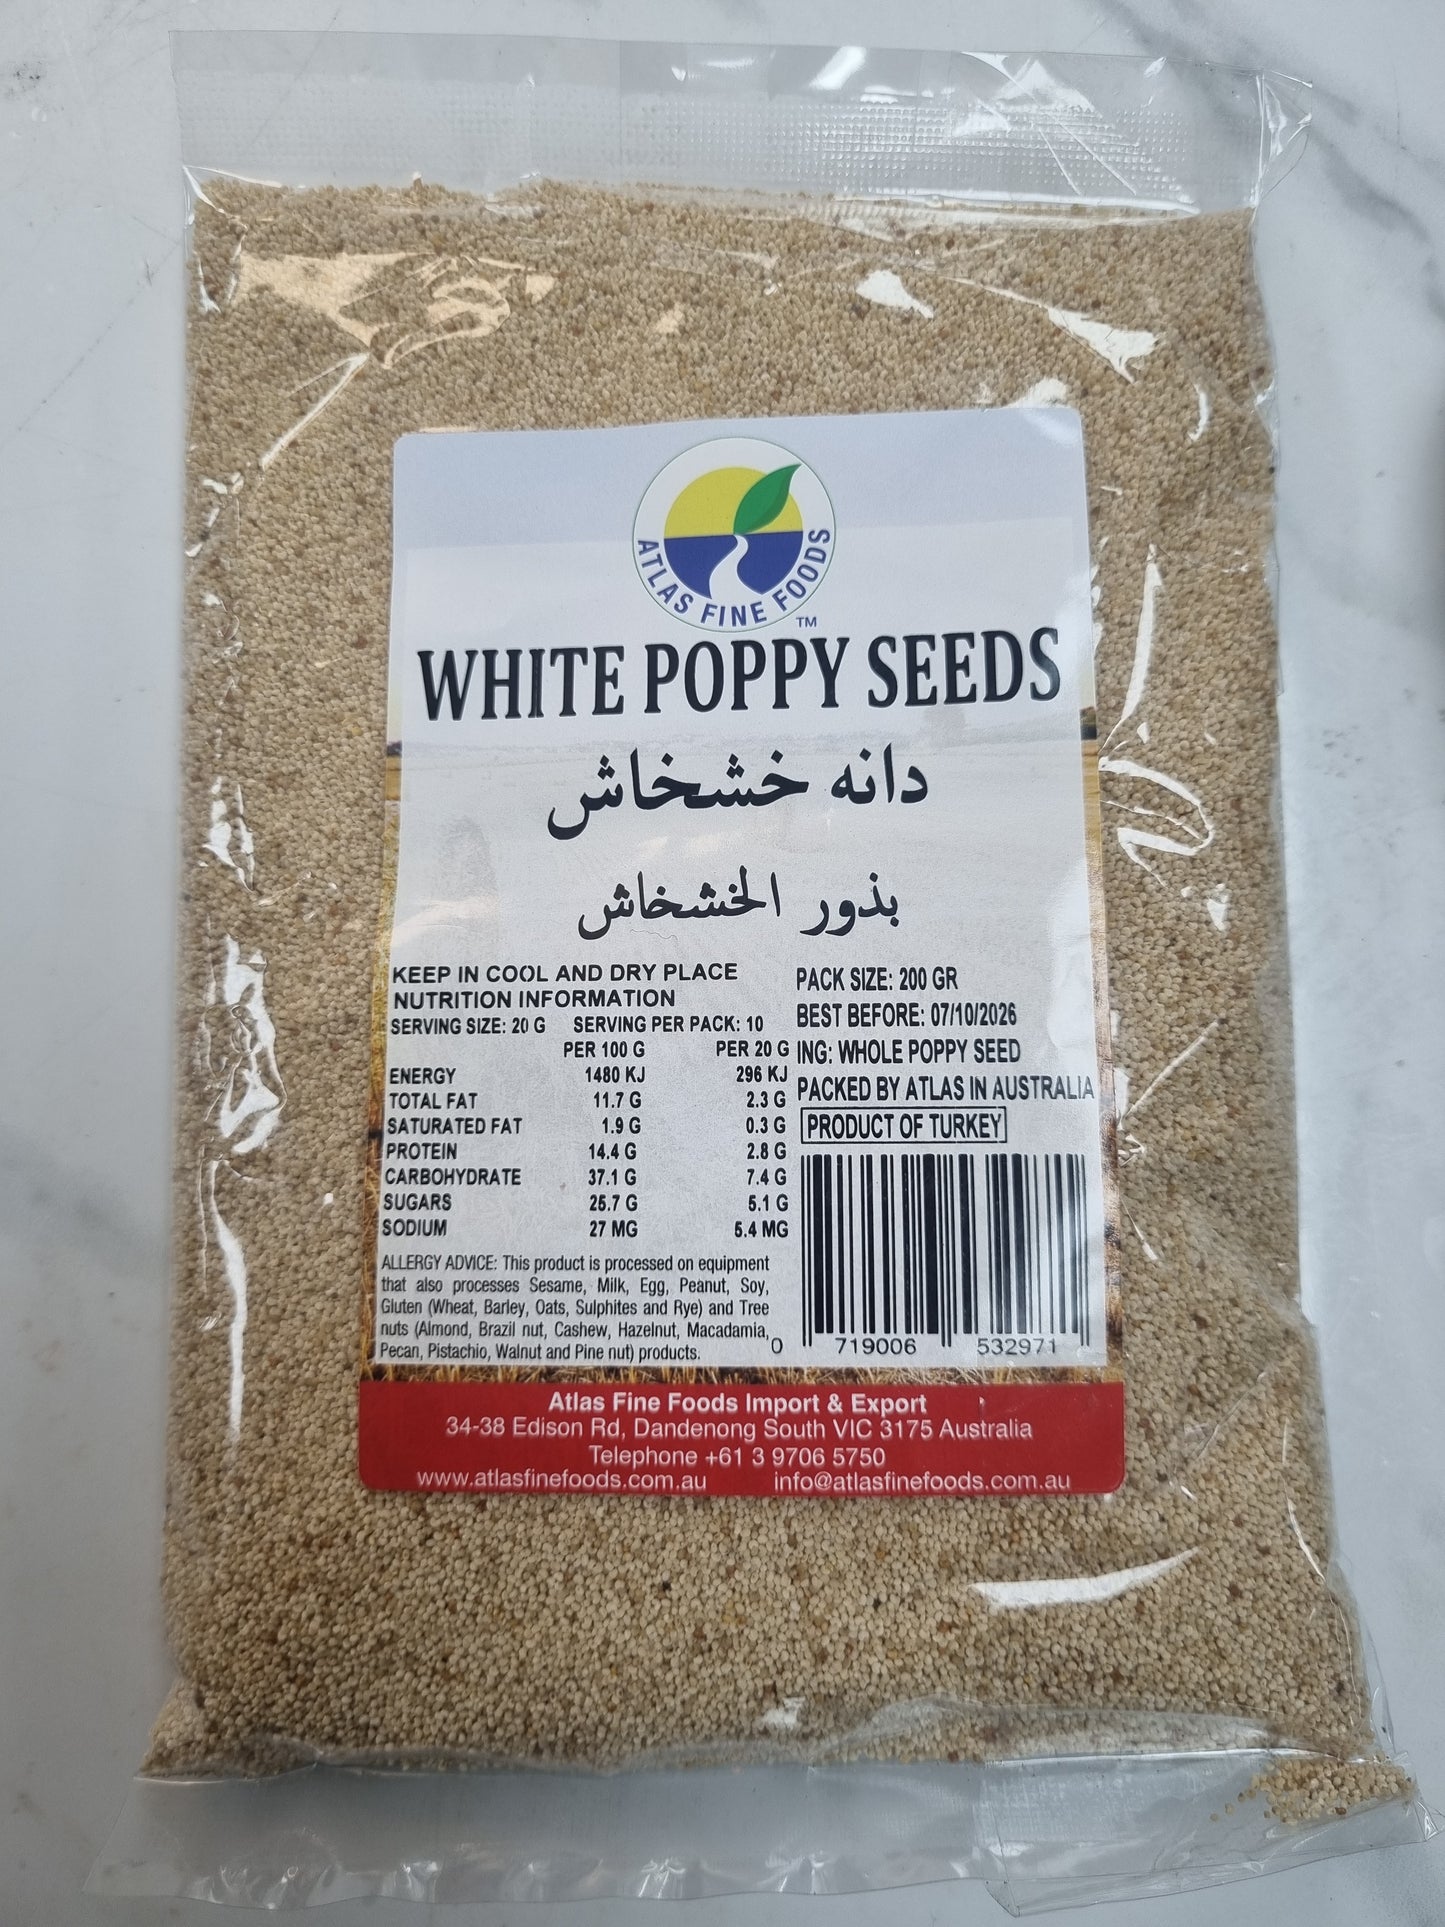 ATLAS FINE FOODS
TM
WHITE POPPY SEEDS
دانه خشخاش
بذور الخشخاش
KEEP IN COOL AND DRY PLACE
NUTRITION INFORMATION
SERVING SIZE: 20 G SERVING PER PACK: 10
PER 100 G PER 20 G
ENERGY 1480 KJ 296 KJ
TOTAL FAT 11.7 G 2.3 G
SATURATED FAT 1.9 G 0.3 G
PROTEIN 14.4 G 2.8 G
CARBOHYDRATE 37.1 G 7.4 G
SUGARS 25.7 G 5.1 G
SODIUM 27 MG 5.4 MG
ALLERGY ADVICE: This product is processed on equipment
that also processes Sesame, Milk, Egg, Peanut, Soy,
Gluten (Wheat, Barley, Oats, Sulphites and Rye) and Tree
nuts (Almond, Brazil nut, Cashew, Hazelnut, Macadamia,
Pecan, Pistachio, Walnut and Pine nut) products.
PACK SIZE: 200 GR
BEST BEFORE: 07/10/2026
ING: WHOLE POPPY SEED
PACKED BY ATLAS IN AUSTRALIA
PRODUCT OF TURKEY
0 719006 532971
Atlas Fine Foods Import & Export
34-38 Edison Rd, Dandenong South VIC 3175 Australia
Telephone +61 3 9706 5750
www.atlasfinefoods.com.au info@atlasfinefoods.com.au